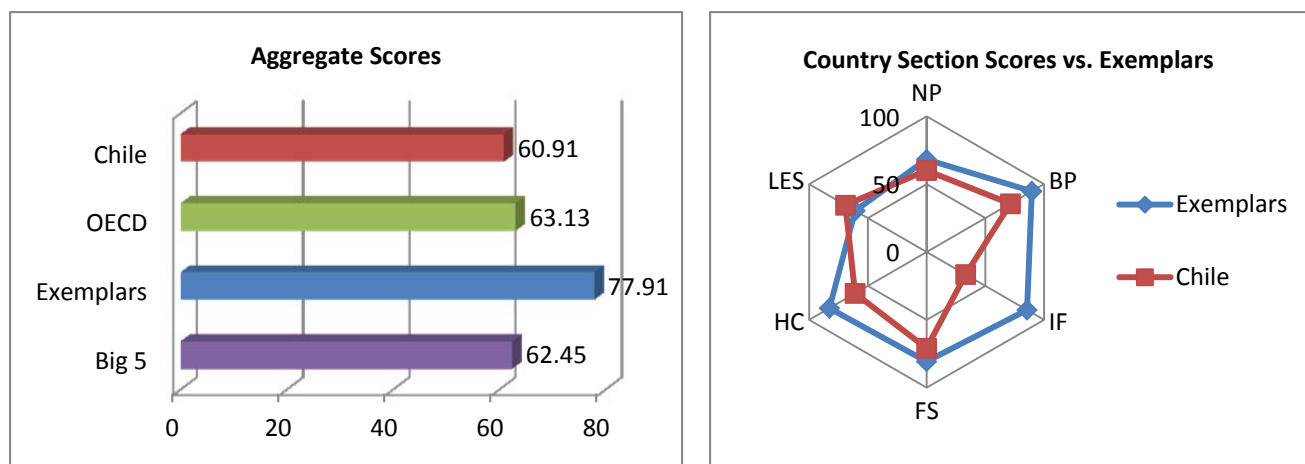 Aggregate Scores
Chile 60.91
OECD 63.13
Exemplars 77.91
Big 5 62.45
0 20 40 60 80
Country Section Scores vs. Exemplars
NP
100
LES 50 BP
0
HC IF
FS
Exemplars
Chile